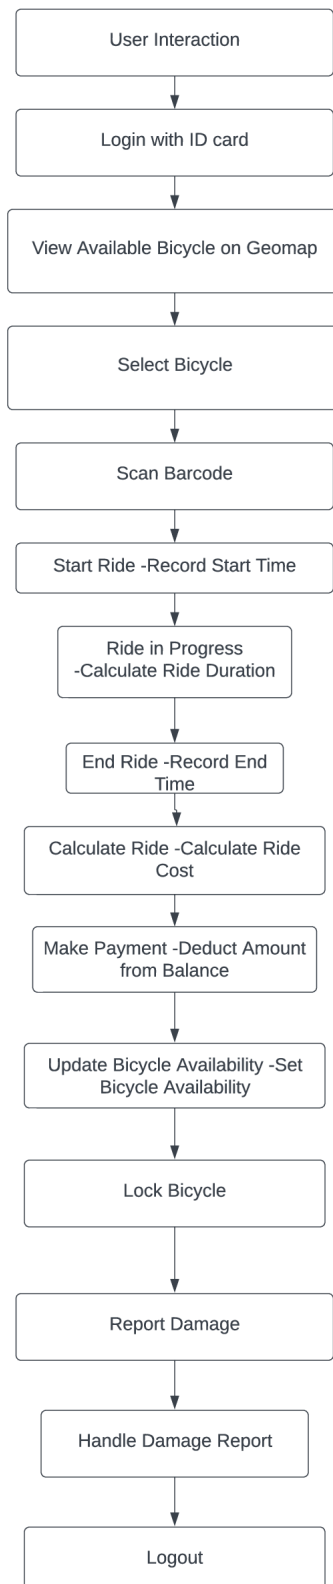 User Interaction
Login with ID card
View Available Bicycle on Geomap
Select Bicycle
Scan Barcode
Start Ride -Record Start Time
Ride in Progress
-Calculate Ride Duration
End Ride -Record End
Time
Calculate Ride -Calculate Ride
Cost
Make Payment -Deduct Amount
from Balance
Update Bicycle Availability -Set
Bicycle Availability
Lock Bicycle
Report Damage
Handle Damage Report
Logout